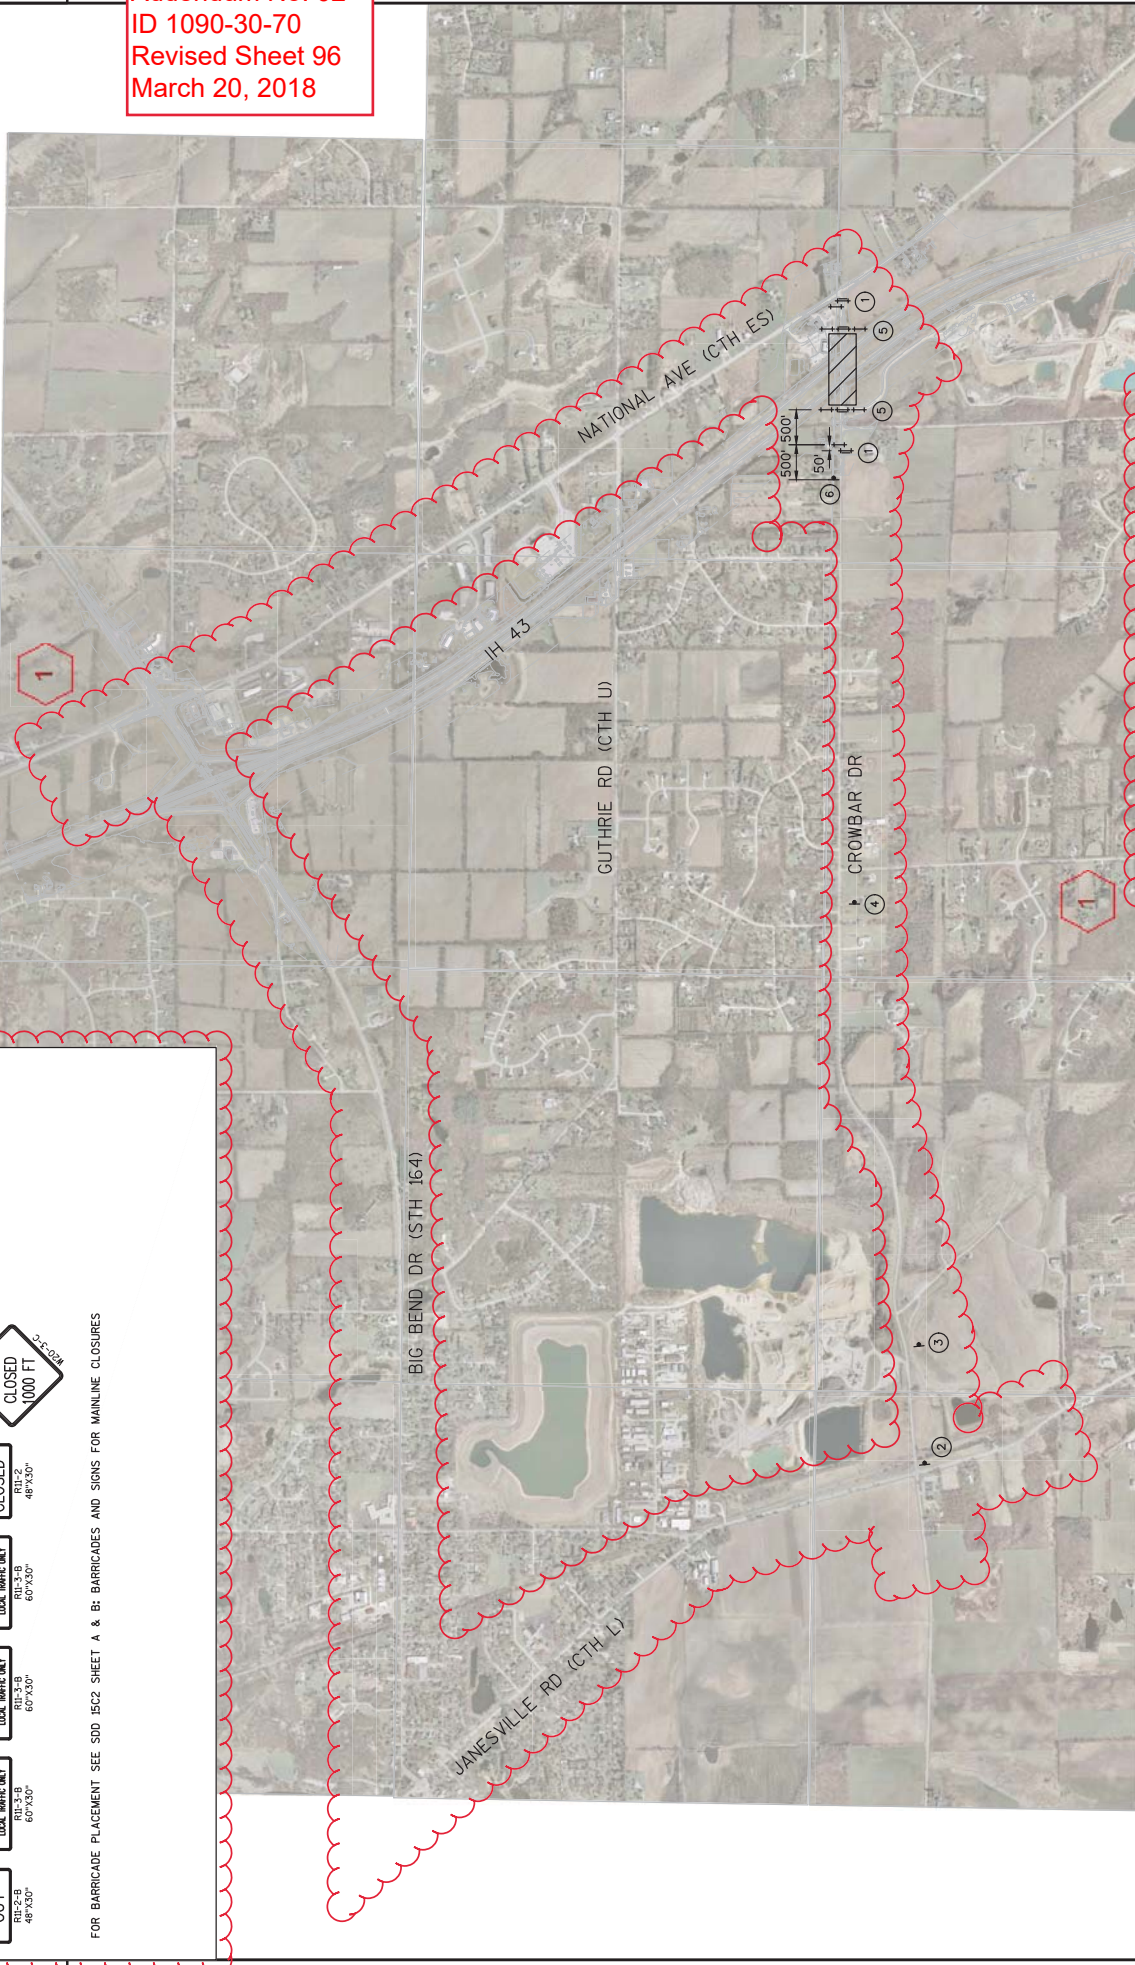 ID 1090-30-70
Revised Sheet 96
March 20, 2018
1
NATIONAL AVE (CTH ES)
IH 43
GUTHRIE RD (CTH U)
CROWBAR DR
BIG BEND DR (STH 164)
JANESVILLE RD (CTH L)
500'
500'
50'
1
5
5
1
6
4
3
2
1
CLOSED
1000 FT
W20-3-C
CLOSED
R11-2
48"X30"
LOCAL TRAFFIC ONLY
R11-3-B
60"X30"
LOCAL TRAFFIC ONLY
R11-3-B
60"X30"
LOCAL TRAFFIC ONLY
R11-3-B
60"X30"
OUT
R11-2-B
48"X30"
FOR BARRICADE PLACEMENT SEE SDD 15C2 SHEET A & B: BARRICADES AND SIGNS FOR MAINLINE CLOSURES